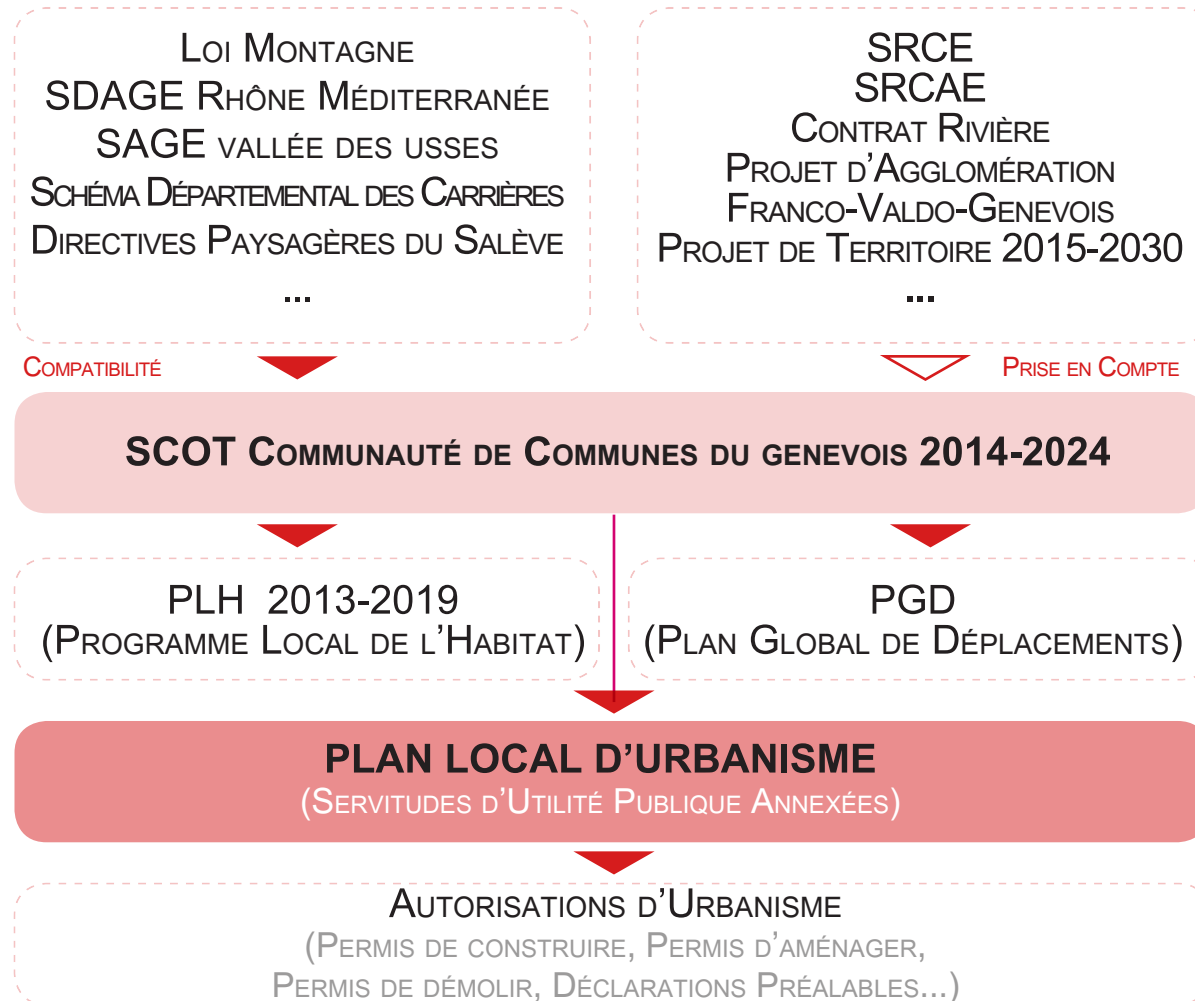 Loi Montagne
SDAGE Rhône Méditerranée
SAGE vallée des usses
Schéma Départemental des Carrières
Directives Paysagères du Salève
...
SRCE
SRCAE
Contrat Rivière
Projet d'Agglomération
Franco-Valdo-Genevois
Projet de Territoire 2015-2030
...
Compatibilité
Prise en Compte
SCOT Communauté de Communes du genevois 2014-2024
PLH 2013-2019
(Programme Local de l'Habitat)
PGD
(Plan Global de Déplacements)
PLAN LOCAL D'URBANISME
(Servitudes d'Utilité Publique Annexées)
Autorisations d'Urbanisme
(Permis de construire, Permis d'aménager,
Permis de démolir, Déclarations Préalables...)